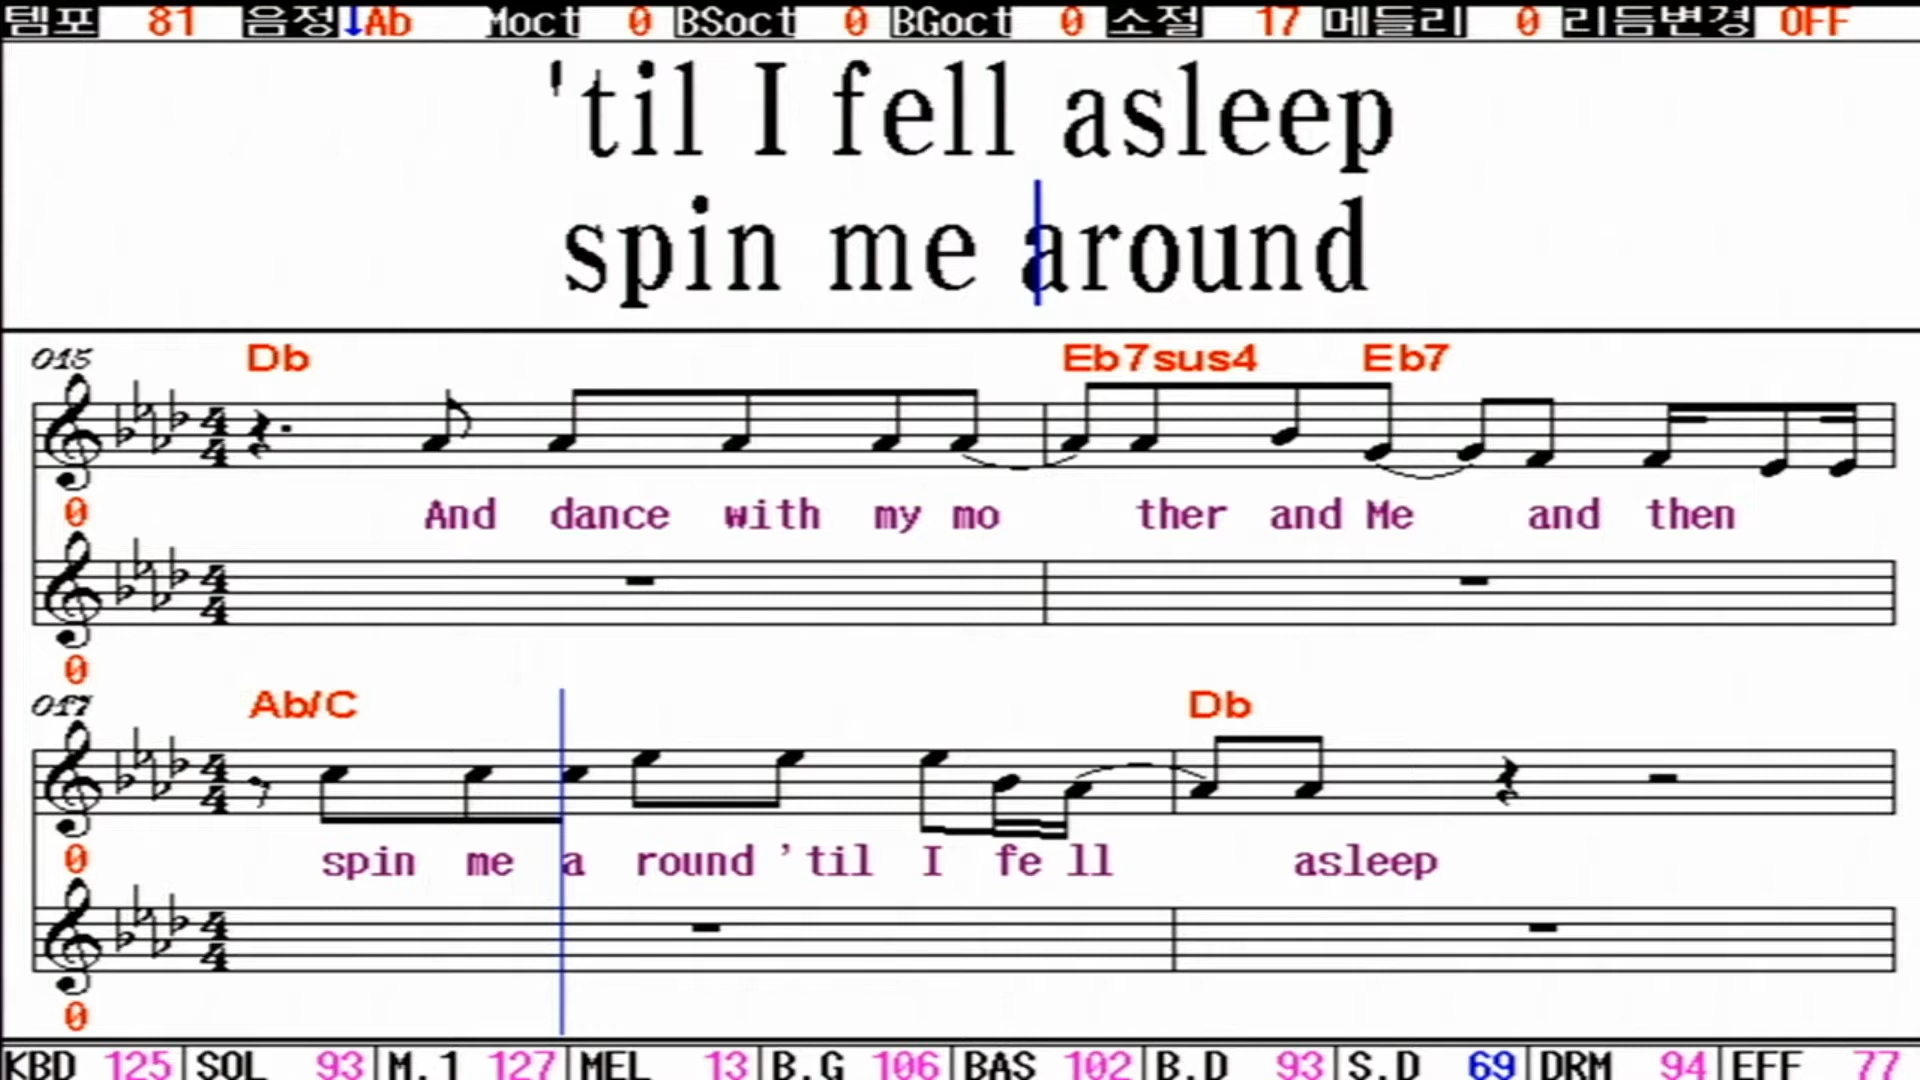 템포 81 음정↓Ab Moct 0 BSoct 0 BGoct 0 소절 17 메들리 0 리듬변경 OFF
'til I fell asleep
spin me around
015 Db Eb7sus4 Eb7
And dance with my mo ther and Me and then
0
0
017 Ab/C Db
spin me a round 'til I fe ll asleep
0
0
KBD 125 SOL 93 M.1 127 MEL 13 B.G 106 BAS 102 B.D 93 S.D 69 DRM 94 EFF 77